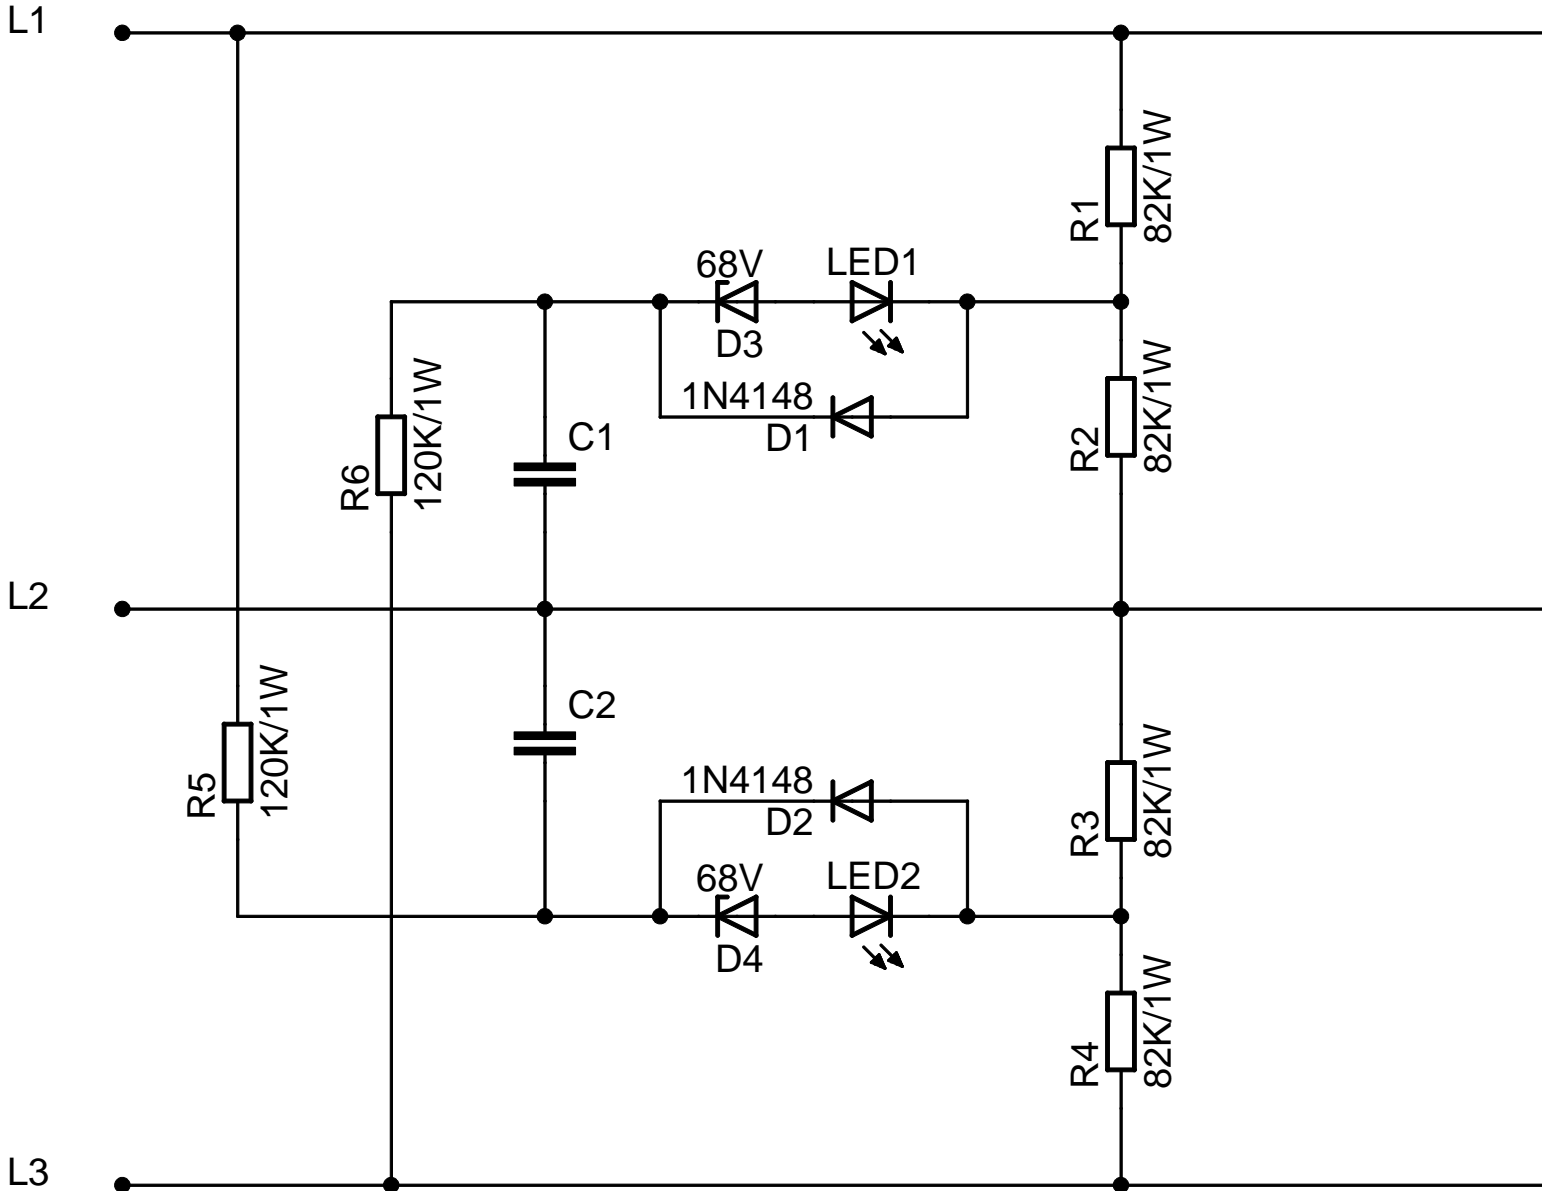 L1
R1
82K/1W
68V
LED1
D3
1N4148
D1
R2
82K/1W
R6
120K/1W
C1
L2
R5
120K/1W
C2
1N4148
D2
R3
82K/1W
68V
LED2
D4
R4
82K/1W
L3